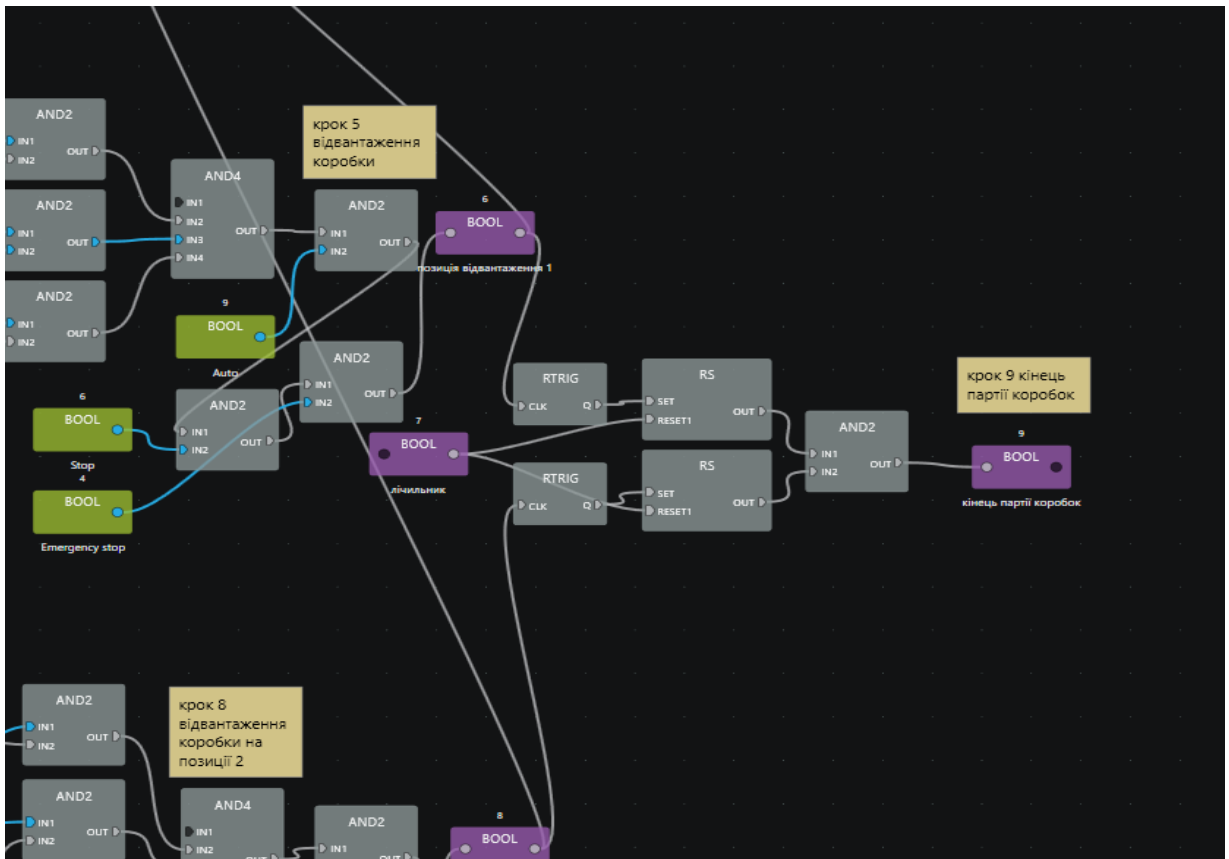 AND2
IN1
OUT
IN2
крок 5
відвантаження
коробки
AND4
IN1
IN2
OUT
IN3
IN4
AND2
IN1
OUT
IN2
AND2
IN1
OUT
IN2
6
BOOL
позиція відвантаження 1
AND2
IN1
OUT
IN2
9
BOOL
Auto
AND2
IN1
OUT
IN2
6
BOOL
Stop
AND2
IN1
OUT
IN2
4
BOOL
Emergency stop
7
BOOL
лічильник
RTRIG
CLK Q
RS
SET
OUT
RESET1
RTRIG
CLK Q
RS
SET
OUT
RESET1
AND2
IN1
OUT
IN2
крок 9 кінець
партії коробок
9
BOOL
кінець партії коробок
AND2
IN1
OUT
IN2
крок 8
відвантаження
коробки на
позиції 2
AND2
IN1
OUT
IN2
AND4
IN1
IN2
OUT
AND2
IN1
OUT
8
BOOL